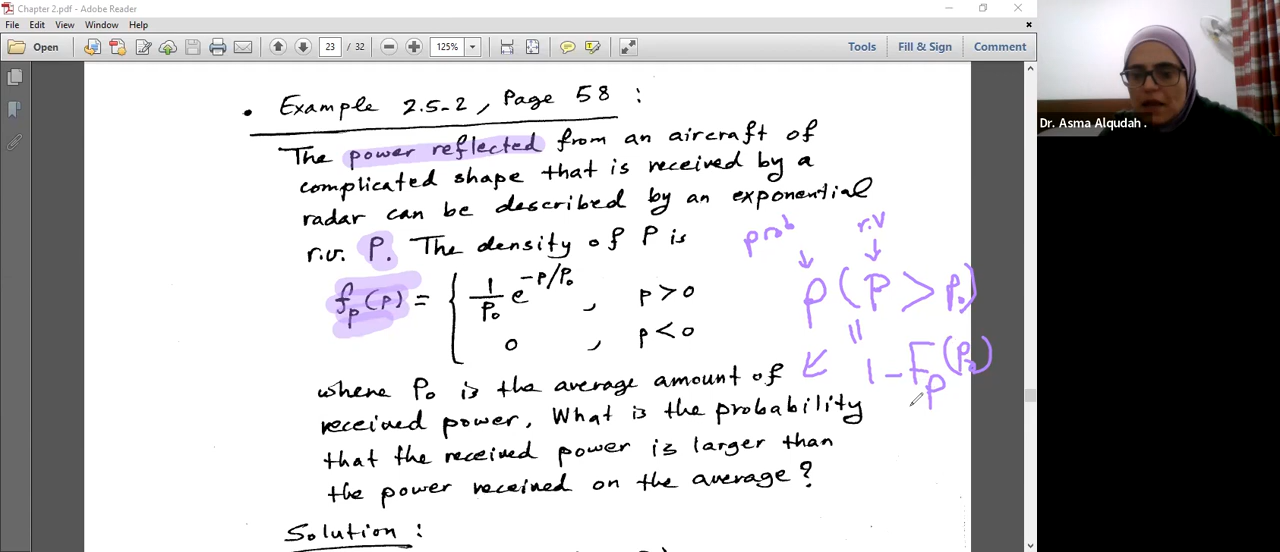 Chapter 2.pdf - Adobe Reader
File Edit View Window Help
Open 23 / 32 125% Tools Fill & Sign Comment
Dr. Asma Alqudah .
• Example 2.5-2, Page 58 :
The power reflected from an aircraft of
complicated shape that is received by a
radar can be described by an exponential
r.v. P. The density of P is
prob r.v
f_P(p) = { 1/P₀ e^{-p/P₀} , p > 0
0 , p < 0
p(P > P₀)
=
1 - F_P(P₀)
where P₀ is the average amount of
received power. What is the probability
that the received power is larger than
the power received on the average ?
Solution :